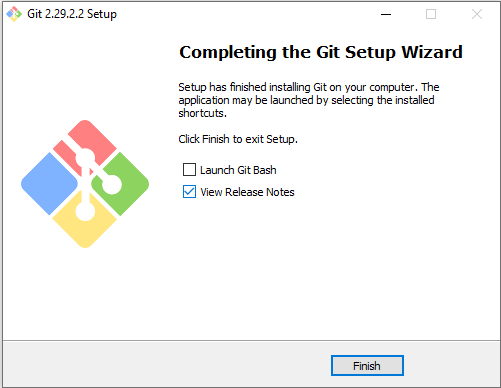 Git 2.29.2.2 Setup
Completing the Git Setup Wizard
Setup has finished installing Git on your computer. The
application may be launched by selecting the installed
shortcuts.
Click Finish to exit Setup.
Launch Git Bash
View Release Notes
Finish